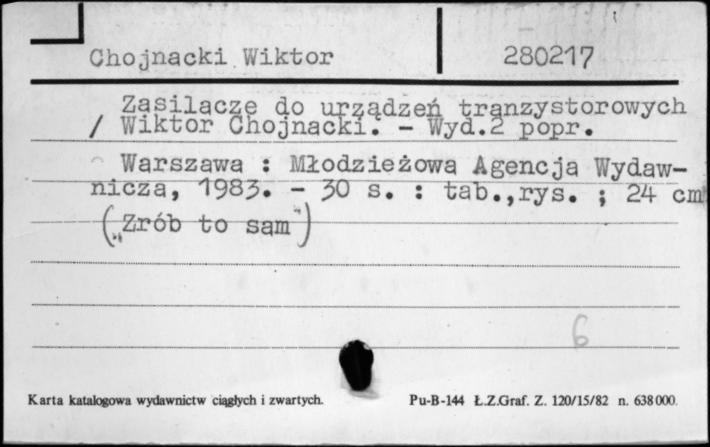 Chojnacki Wiktor 280217
Zasilacze do urządzeń tranzystorowych
/ Wiktor Chojnacki. - Wyd.2 popr.
Warszawa : Młodzieżowa Agencja Wydaw-
nicza, 1983. - 30 s. : tab.,rys. ; 24 cm
(„Zrób to sam")
6
Karta katalogowa wydawnictw ciągłych i zwartych. Pu-B-144 Ł.Z.Graf. Z. 120/15/82 n. 638000.